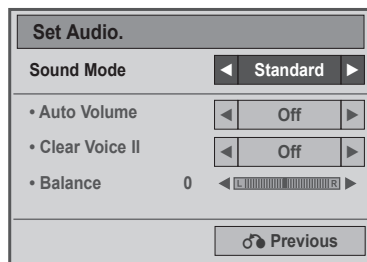 Set Audio.
Sound Mode ◀ Standard ▶
• Auto Volume ◀ Off ▶
• Clear Voice II ◀ Off ▶
• Balance 0 ◀ L R ▶
Previous